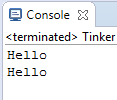 Console
<terminated> Tinker
Hello
Hello